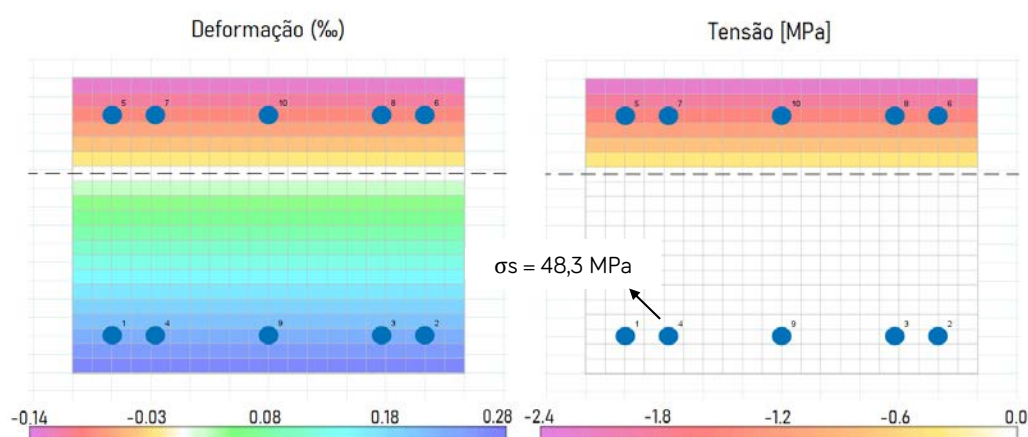 Deformação (‰)
Tensão [MPa]
5 7 10 8 6
5 7 10 8 6
σs = 48,3 MPa
1 4 9 3 2
1 4 9 3 2
-0.14 -0.03 0.08 0.18 0.28
-2.4 -1.8 -1.2 -0.6 0.0